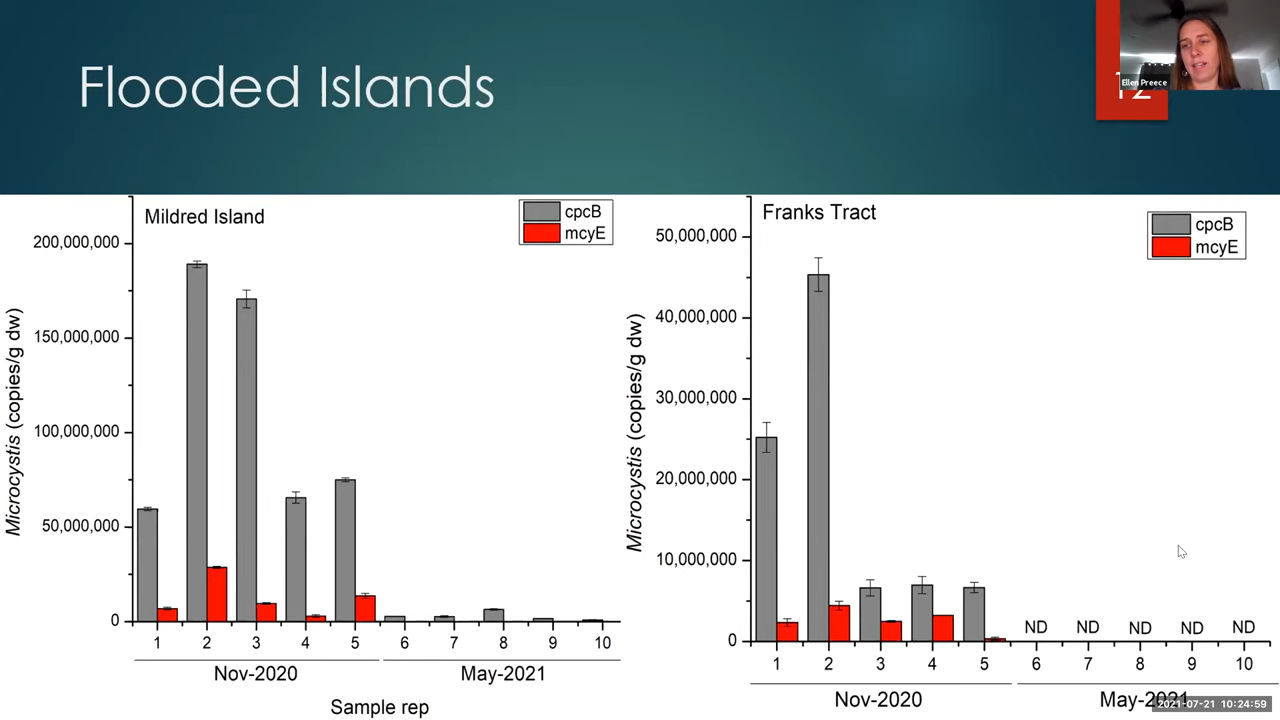 Flooded Islands
Ellen Preece
12
Mildred Island
cpcB
mcyE
Microcystis (copies/g dw)
200,000,000
150,000,000
100,000,000
50,000,000
0
1 2 3 4 5 6 7 8 9 10
Nov-2020 May-2021
Sample rep
Franks Tract
cpcB
mcyE
Microcystis (copies/g dw)
50,000,000
40,000,000
30,000,000
20,000,000
10,000,000
0
ND ND ND ND ND
1 2 3 4 5 6 7 8 9 10
Nov-2020 May-2021
2021-07-21 10:24:59